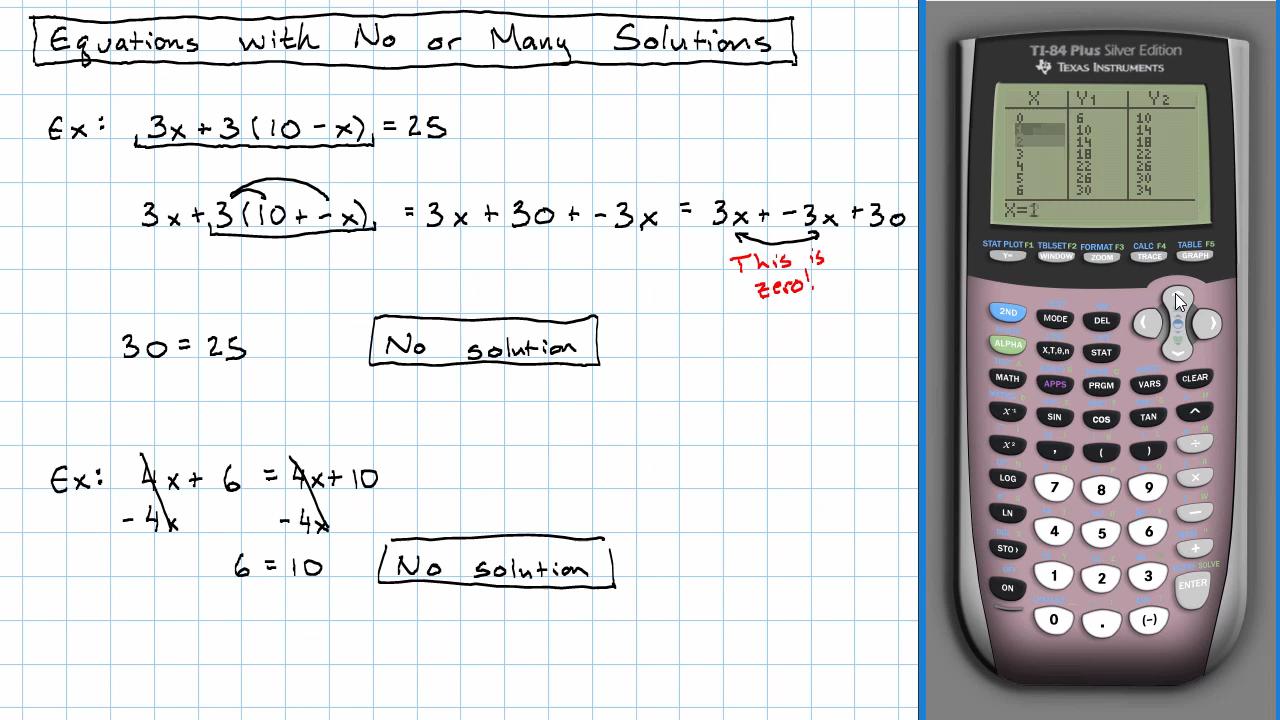 Equations with No or Many Solutions
Ex: 3x + 3(10 - x) = 25
3x + 3(10 + - x) = 3x + 30 + - 3x = 3x + - 3x + 30
This is
zero!
30 = 25 No solution
Ex: 4x + 6 = 4x + 10
- 4x - 4x
6 = 10 No solution
TI-84 Plus Silver Edition
TEXAS INSTRUMENTS
X Y1 Y2
0 6 10
1 10 14
2 14 18
3 18 22
4 22 26
5 26 30
6 30 34
X=1
STAT PLOT F1 TBLSET F2 FORMAT F3 CALC F4 TABLE F5
Y= WINDOW ZOOM TRACE GRAPH
2ND MODE DEL
ALPHA X,T,θ,n STAT
MATH APPS PRGM VARS CLEAR
x⁻¹ SIN COS TAN ^
x² , ( ) ÷
LOG 7 8 9 ×
LN 4 5 6 −
STO› 1 2 3 +
ON 0 . (-) ENTER
SOLVE